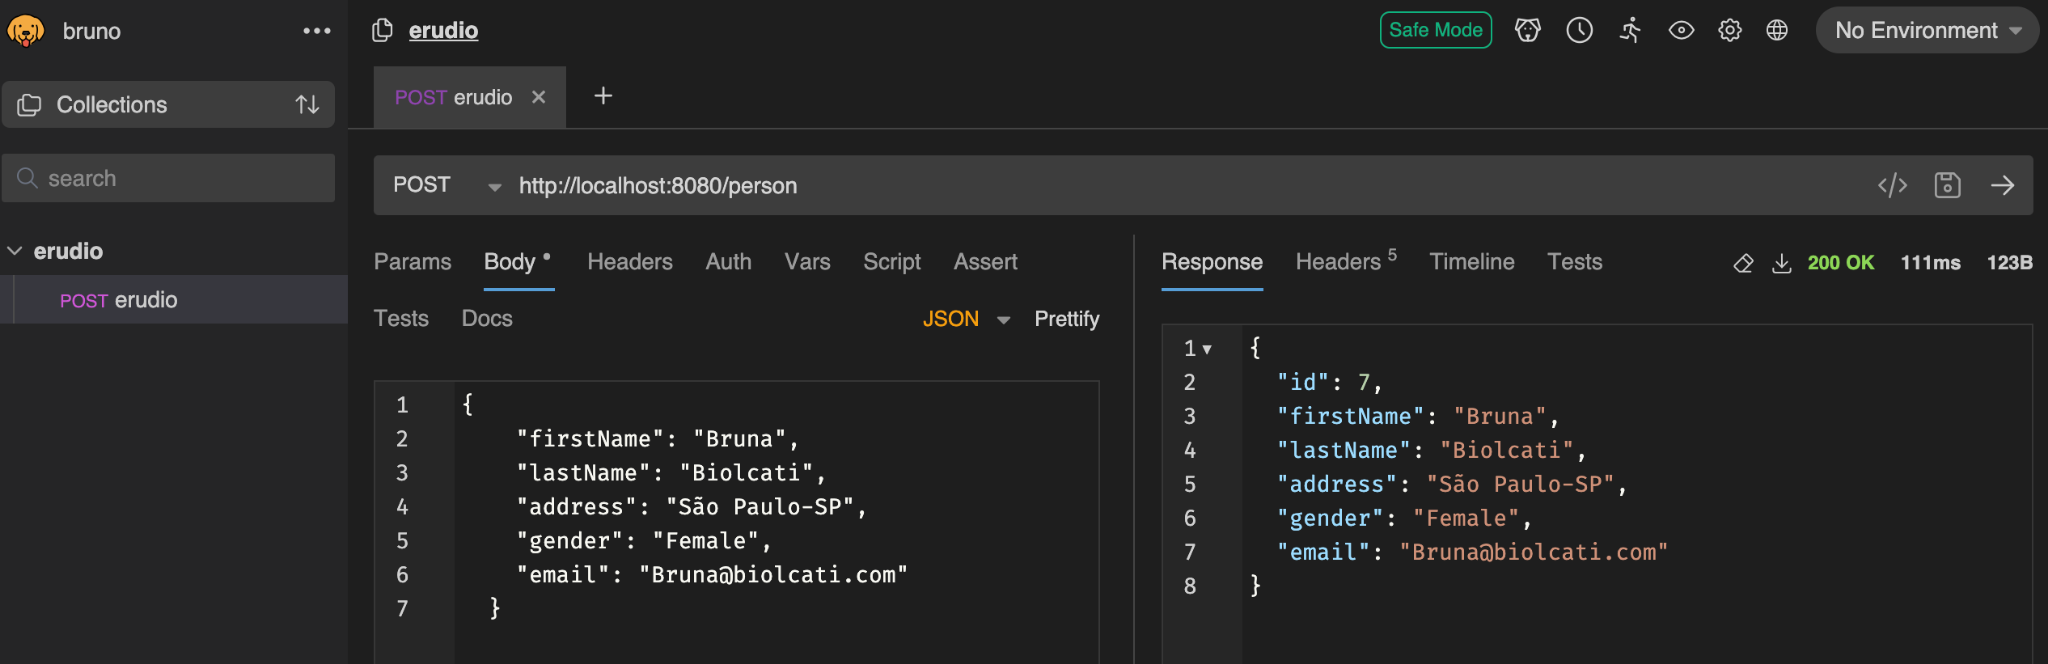 bruno
erudio
Safe Mode
No Environment
Collections
POST erudio
search
POST http://localhost:8080/person
erudio
POST erudio
Params Body Headers Auth Vars Script Assert
Tests Docs
JSON Prettify
1 {
2 "firstName": "Bruna",
3 "lastName": "Biolcati",
4 "address": "São Paulo-SP",
5 "gender": "Female",
6 "email": "Bruna@biolcati.com"
7 }
Response Headers 5 Timeline Tests
200 OK 111ms 123B
1 {
2 "id": 7,
3 "firstName": "Bruna",
4 "lastName": "Biolcati",
5 "address": "São Paulo-SP",
6 "gender": "Female",
7 "email": "Bruna@biolcati.com"
8 }